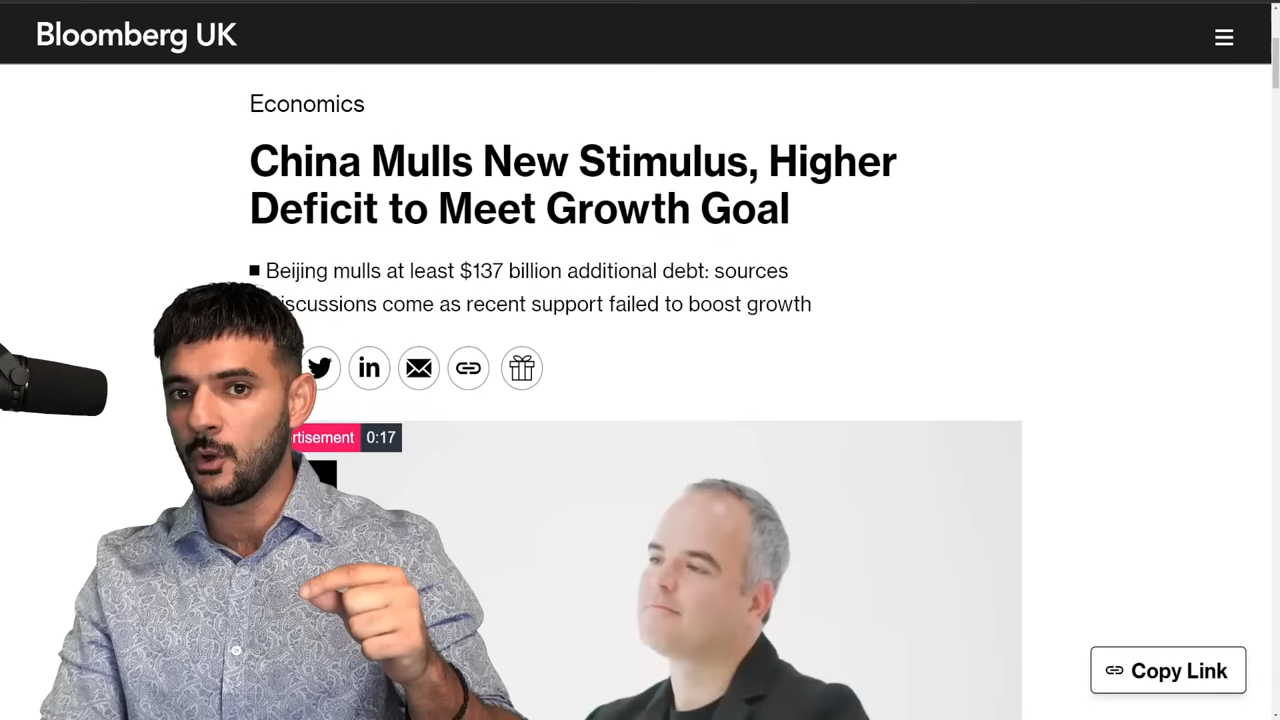 Bloomberg UK
Economics
China Mulls New Stimulus, Higher
Deficit to Meet Growth Goal
Beijing mulls at least $137 billion additional debt: sources
iscussions come as recent support failed to boost growth
in
rtisement 0:17
Copy Link